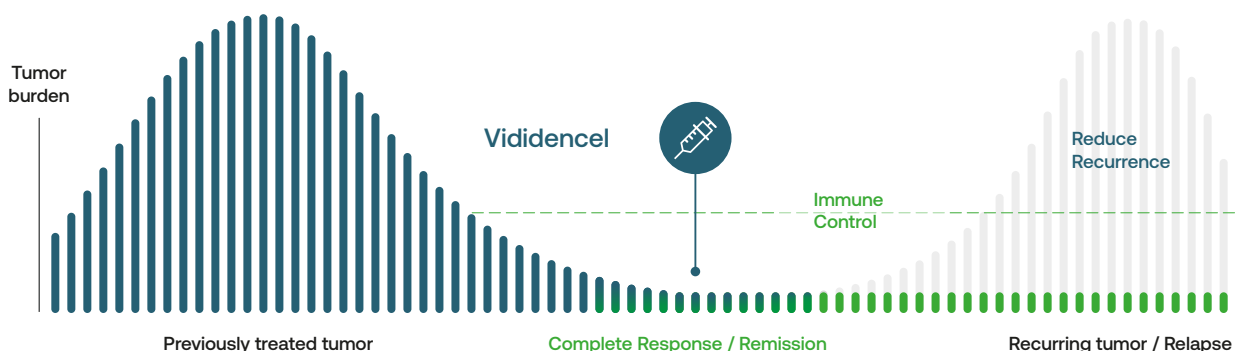 Tumor
burden
Vididencel
Reduce
Recurrence
Immune
Control
Previously treated tumor
Complete Response / Remission
Recurring tumor / Relapse